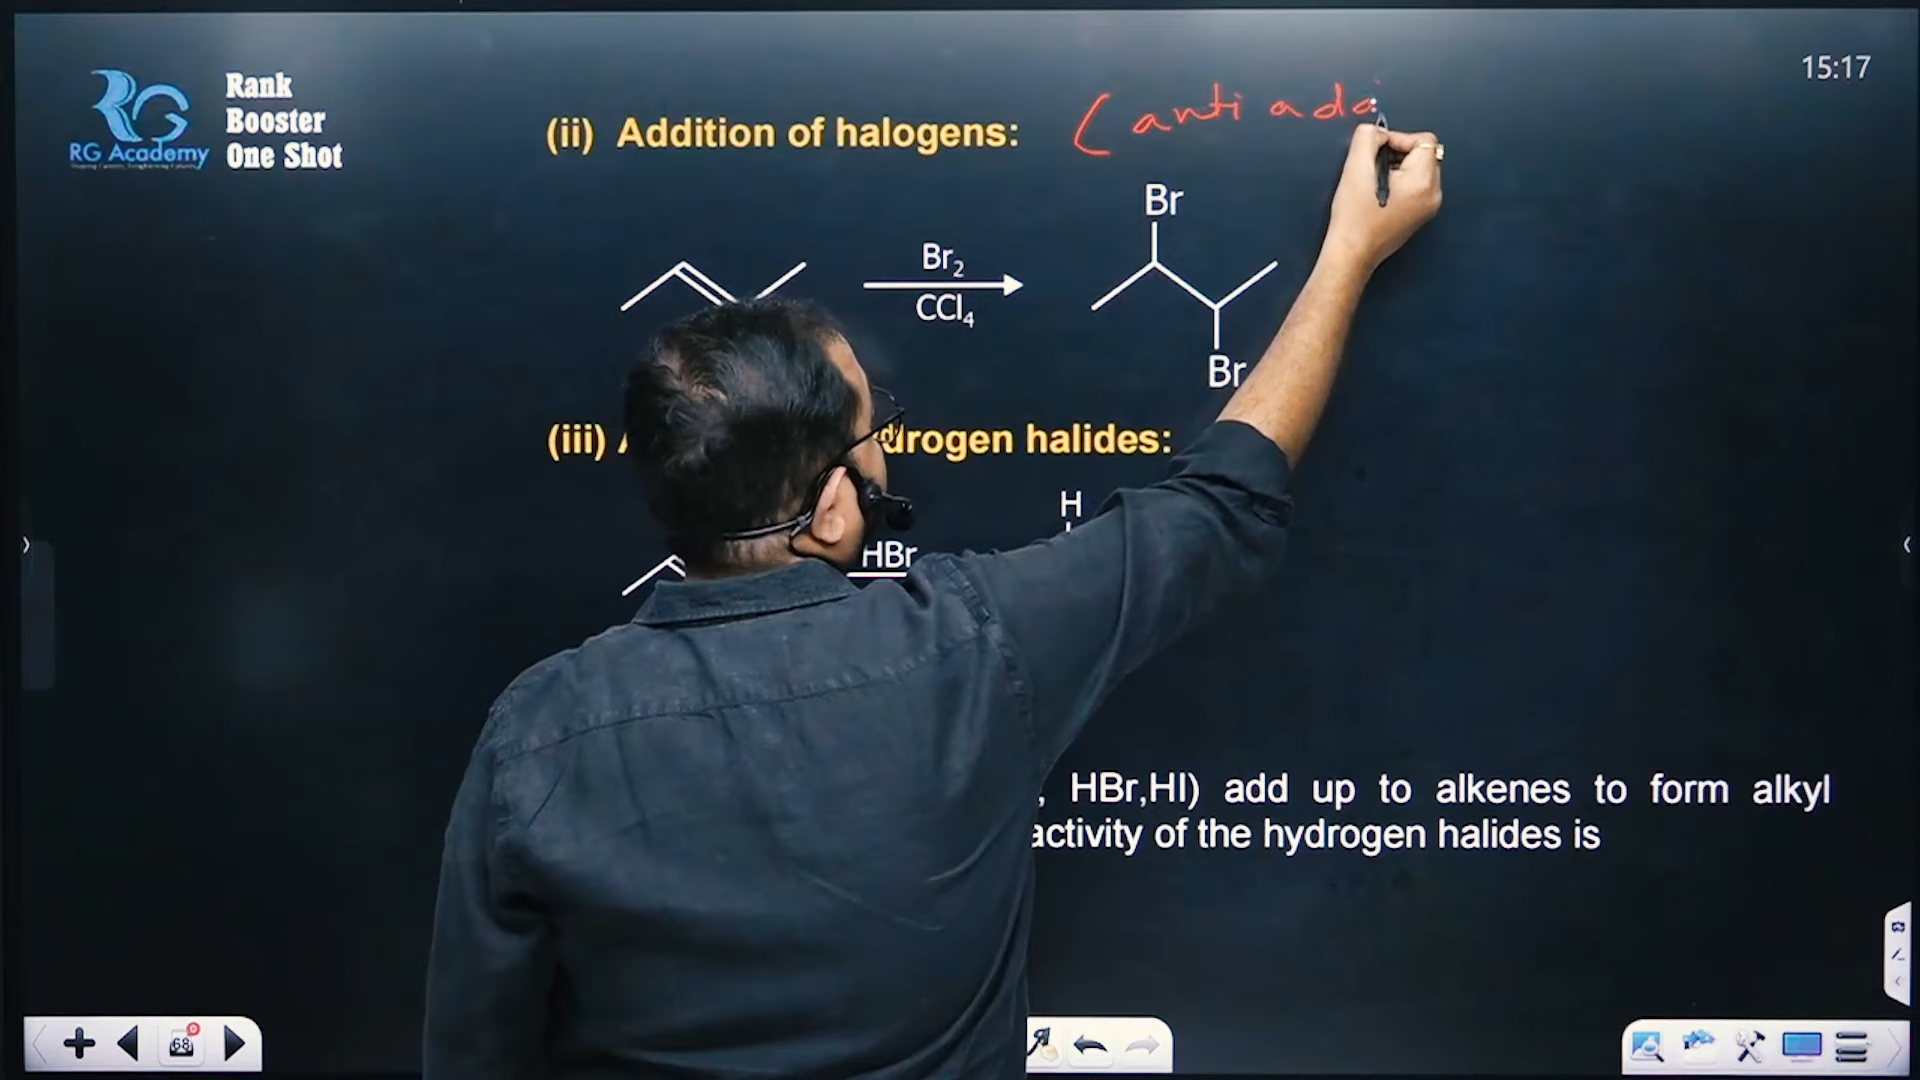 15:17
Rank
Booster
One Shot
RG Academy
(ii) Addition of halogens: (anti add
Br
Br2
CCl4
Br
(iii) drogen halides:
H
HBr
, HBr,HI) add up to alkenes to form alkyl
activity of the hydrogen halides is
68